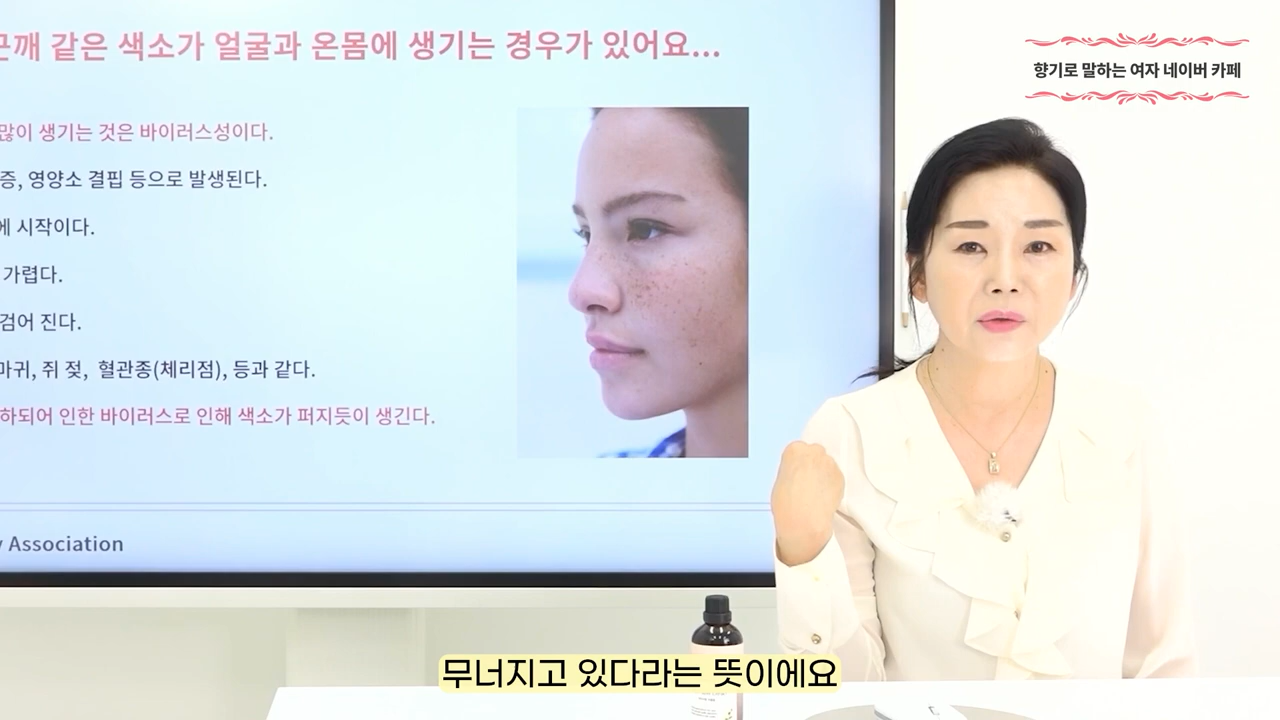 같은 색소가 얼굴과 온몸에 생기는 경우가 있어요...
향기로 말하는 여자 네이버 카페
많이 생기는 것은 바이러스성이다.
증, 영양소 결핍 등으로 발생된다.
에 시작이다.
가렵다.
검어 진다.
마귀, 쥐 젖, 혈관종(체리점), 등과 같다.
하되어 인한 바이러스로 인해 색소가 퍼지듯이 생긴다.
Association
무너지고 있다라는 뜻이에요